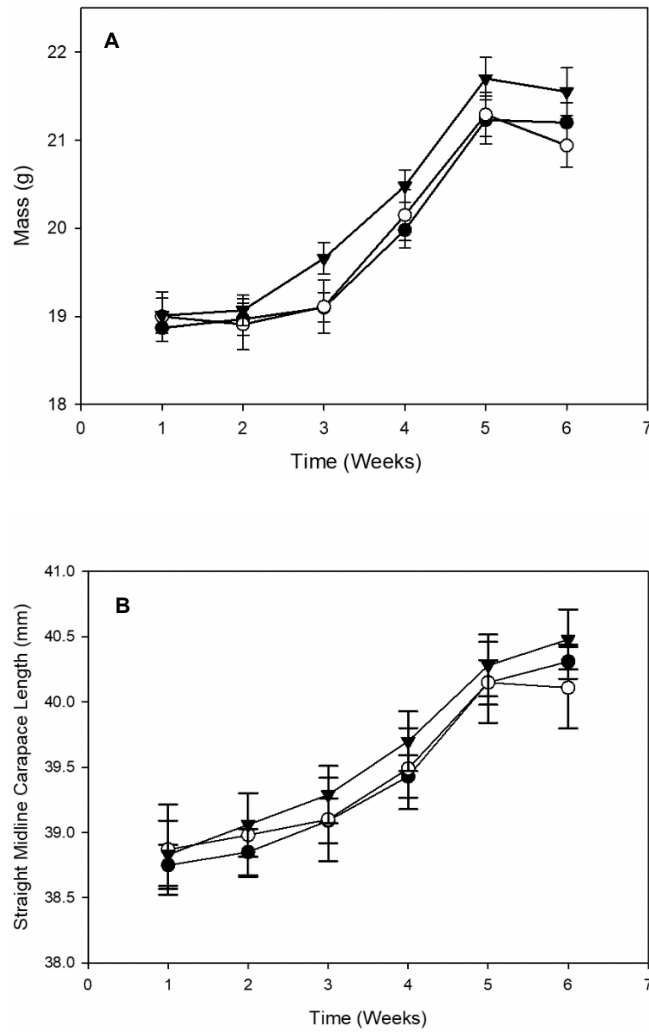 A
22
21
20
19
18
Mass (g)
0 1 2 3 4 5 6 7
Time (Weeks)
B
41.0
40.5
40.0
39.5
39.0
38.5
38.0
Straight Midline Carapace Length (mm)
0 1 2 3 4 5 6 7
Time (Weeks)